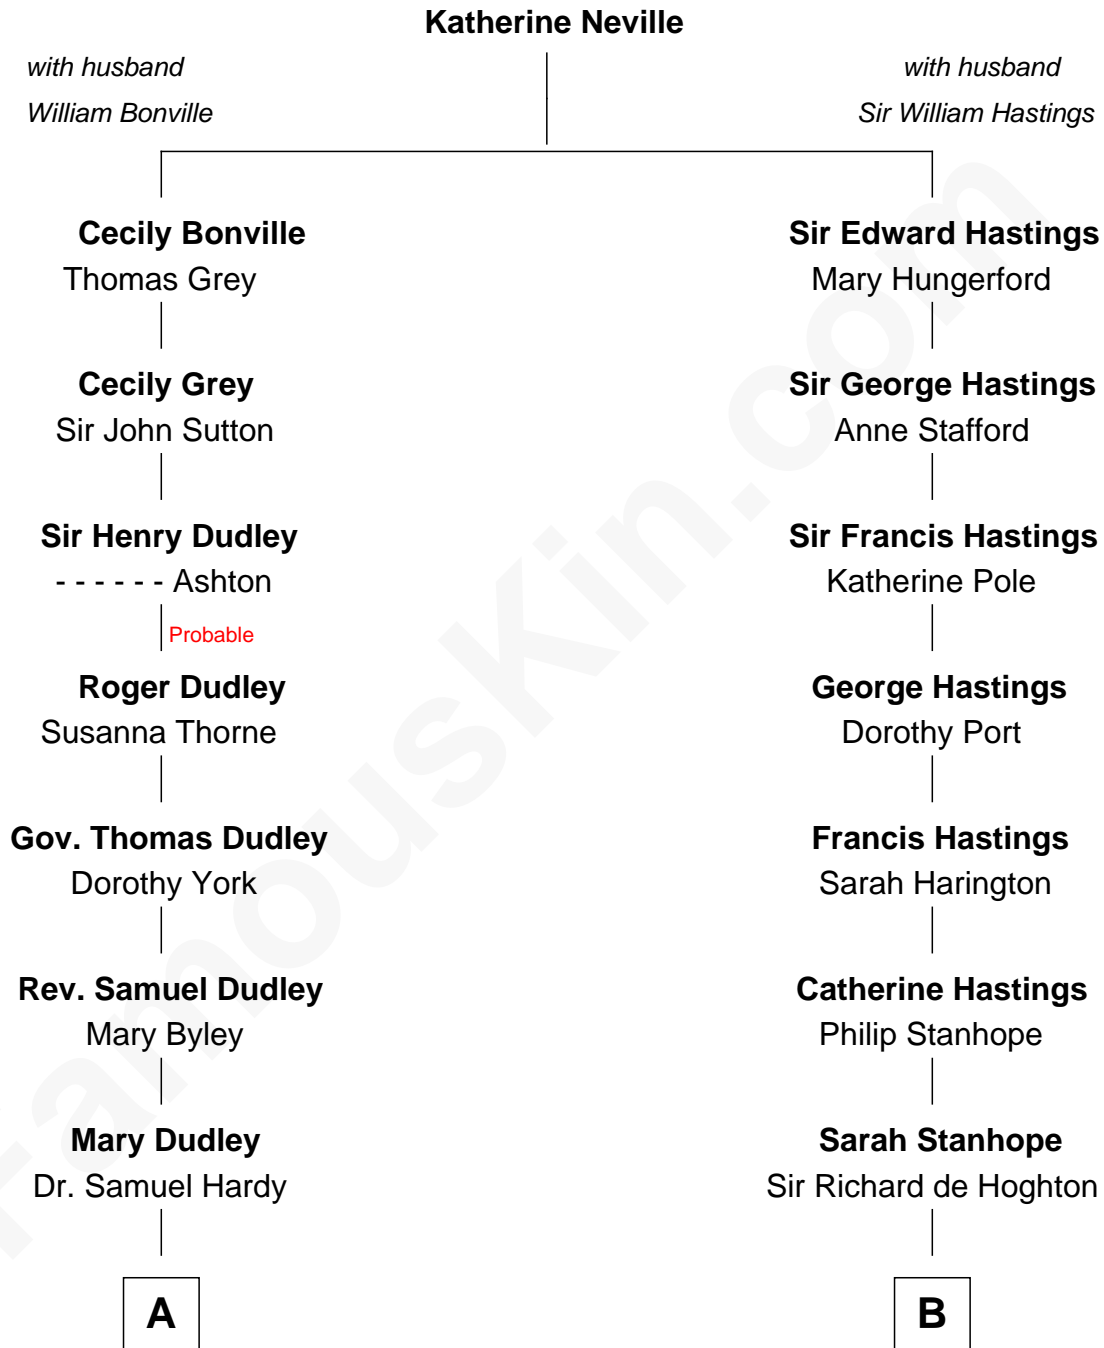 Katherine Neville
with husband
William Bonville
with husband
Sir William Hastings
Cecily Bonville
Thomas Grey
Sir Edward Hastings
Mary Hungerford
Cecily Grey
Sir John Sutton
Sir George Hastings
Anne Stafford
Sir Henry Dudley
- - - - - - Ashton
Sir Francis Hastings
Katherine Pole
Probable
Roger Dudley
Susanna Thorne
George Hastings
Dorothy Port
Gov. Thomas Dudley
Dorothy York
Francis Hastings
Sarah Harington
Rev. Samuel Dudley
Mary Byley
Catherine Hastings
Philip Stanhope
Mary Dudley
Dr. Samuel Hardy
Sarah Stanhope
Sir Richard de Hoghton
A
B
FamousKin.com